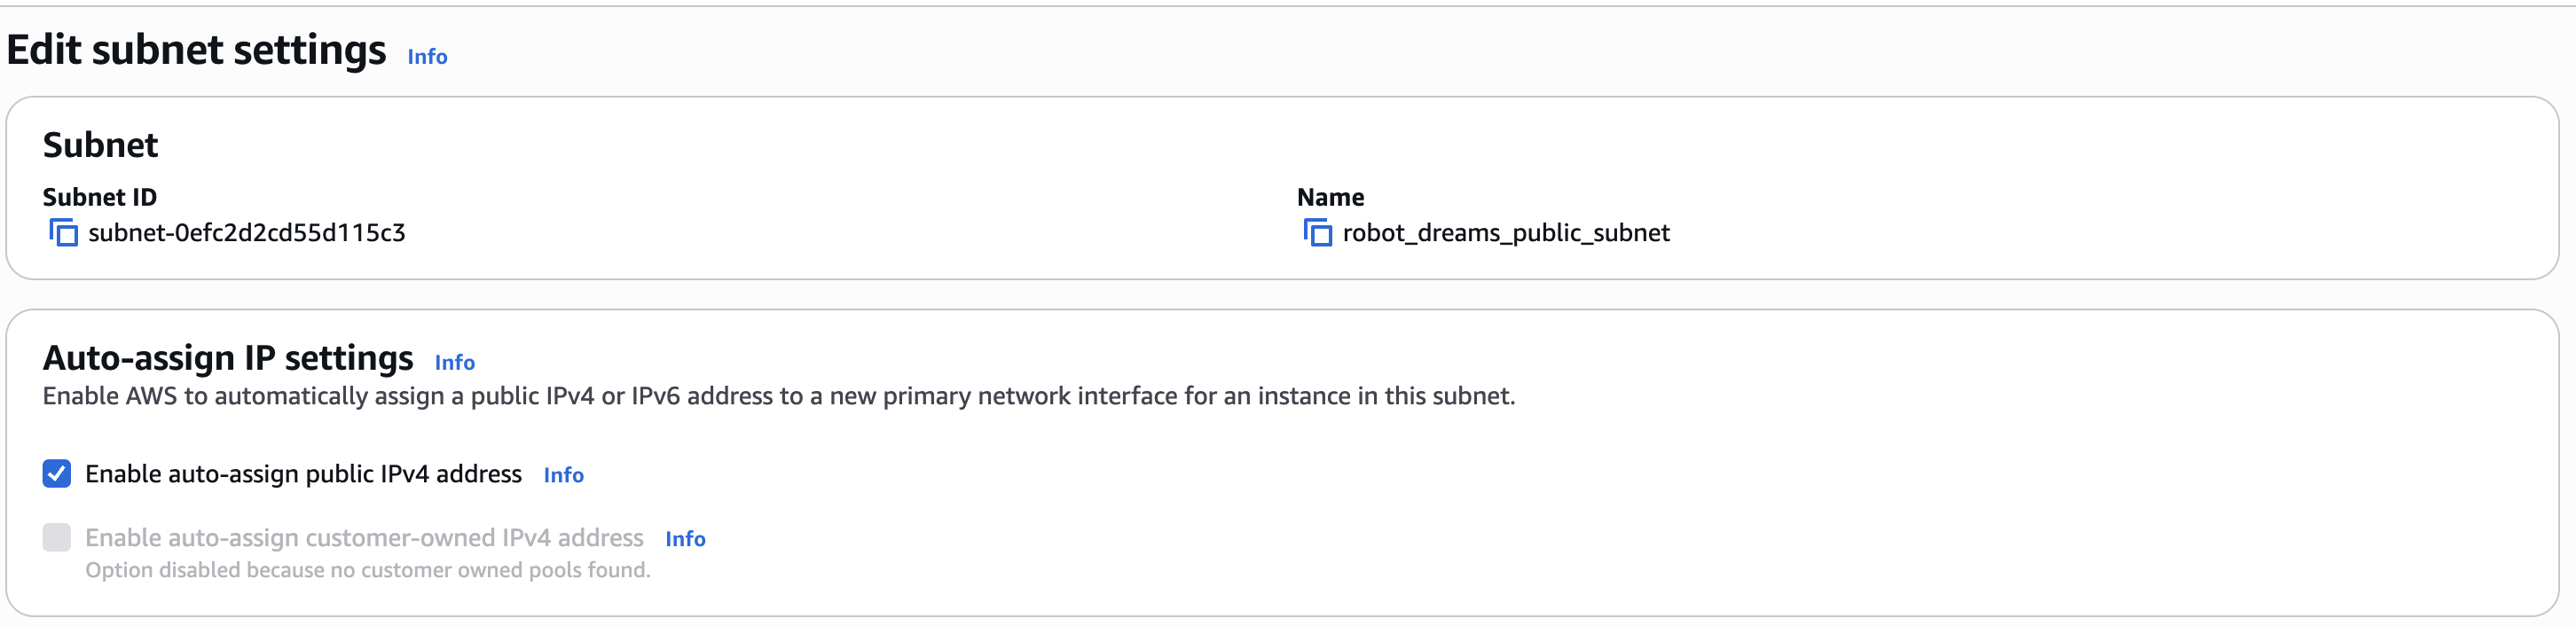 Edit subnet settings Info
Subnet
Subnet ID
subnet-0efc2d2cd55d115c3
Name
robot_dreams_public_subnet
Auto-assign IP settings Info
Enable AWS to automatically assign a public IPv4 or IPv6 address to a new primary network interface for an instance in this subnet.
Enable auto-assign public IPv4 address Info
Enable auto-assign customer-owned IPv4 address Info
Option disabled because no customer owned pools found.